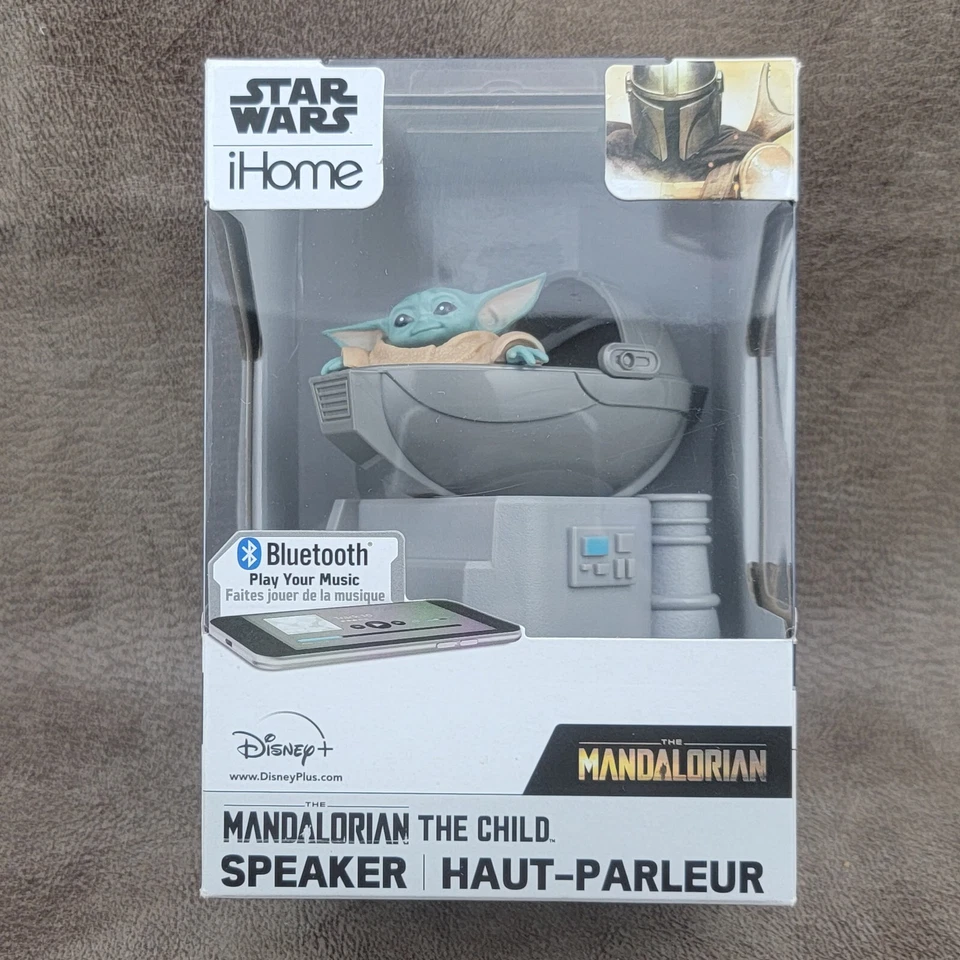 STAR
WARS
iHome
Bluetooth®
Play Your Music
Faites jouer de la musique
Disney+
www.DisneyPlus.com
THE
MANDALORIAN
THE
MANDALORIAN THE CHILD™
SPEAKER | HAUT-PARLEUR